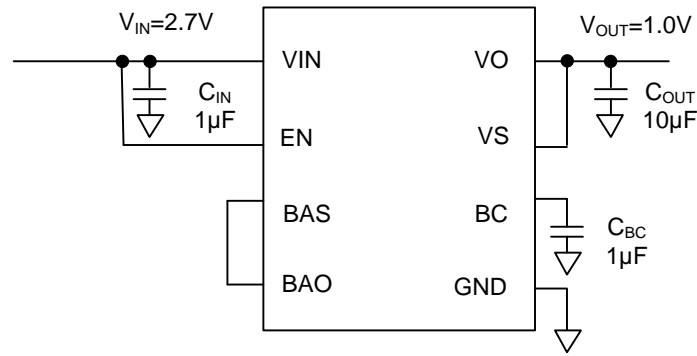 VIN=2.7V
VOUT=1.0V
VIN
VO
CIN
1µF
COUT
10µF
EN
VS
BAS
BC
CBC
1µF
BAO
GND